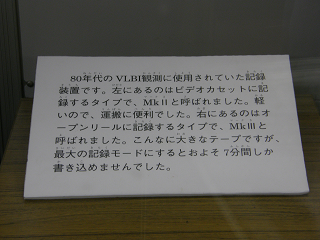 80年代のVLBI観測に使用されていた記録
装置です。左にあるのはビデオカセットに記
録するタイプで、MkⅡと呼ばれました。軽
いので、運搬に便利でした。右にあるのはオ
ープンリールに記録するタイプで、MkⅢと
呼ばれました。こんなに大きなテープですが、
最大の記録モードにするとおよそ7分間しか
書き込めませんでした。